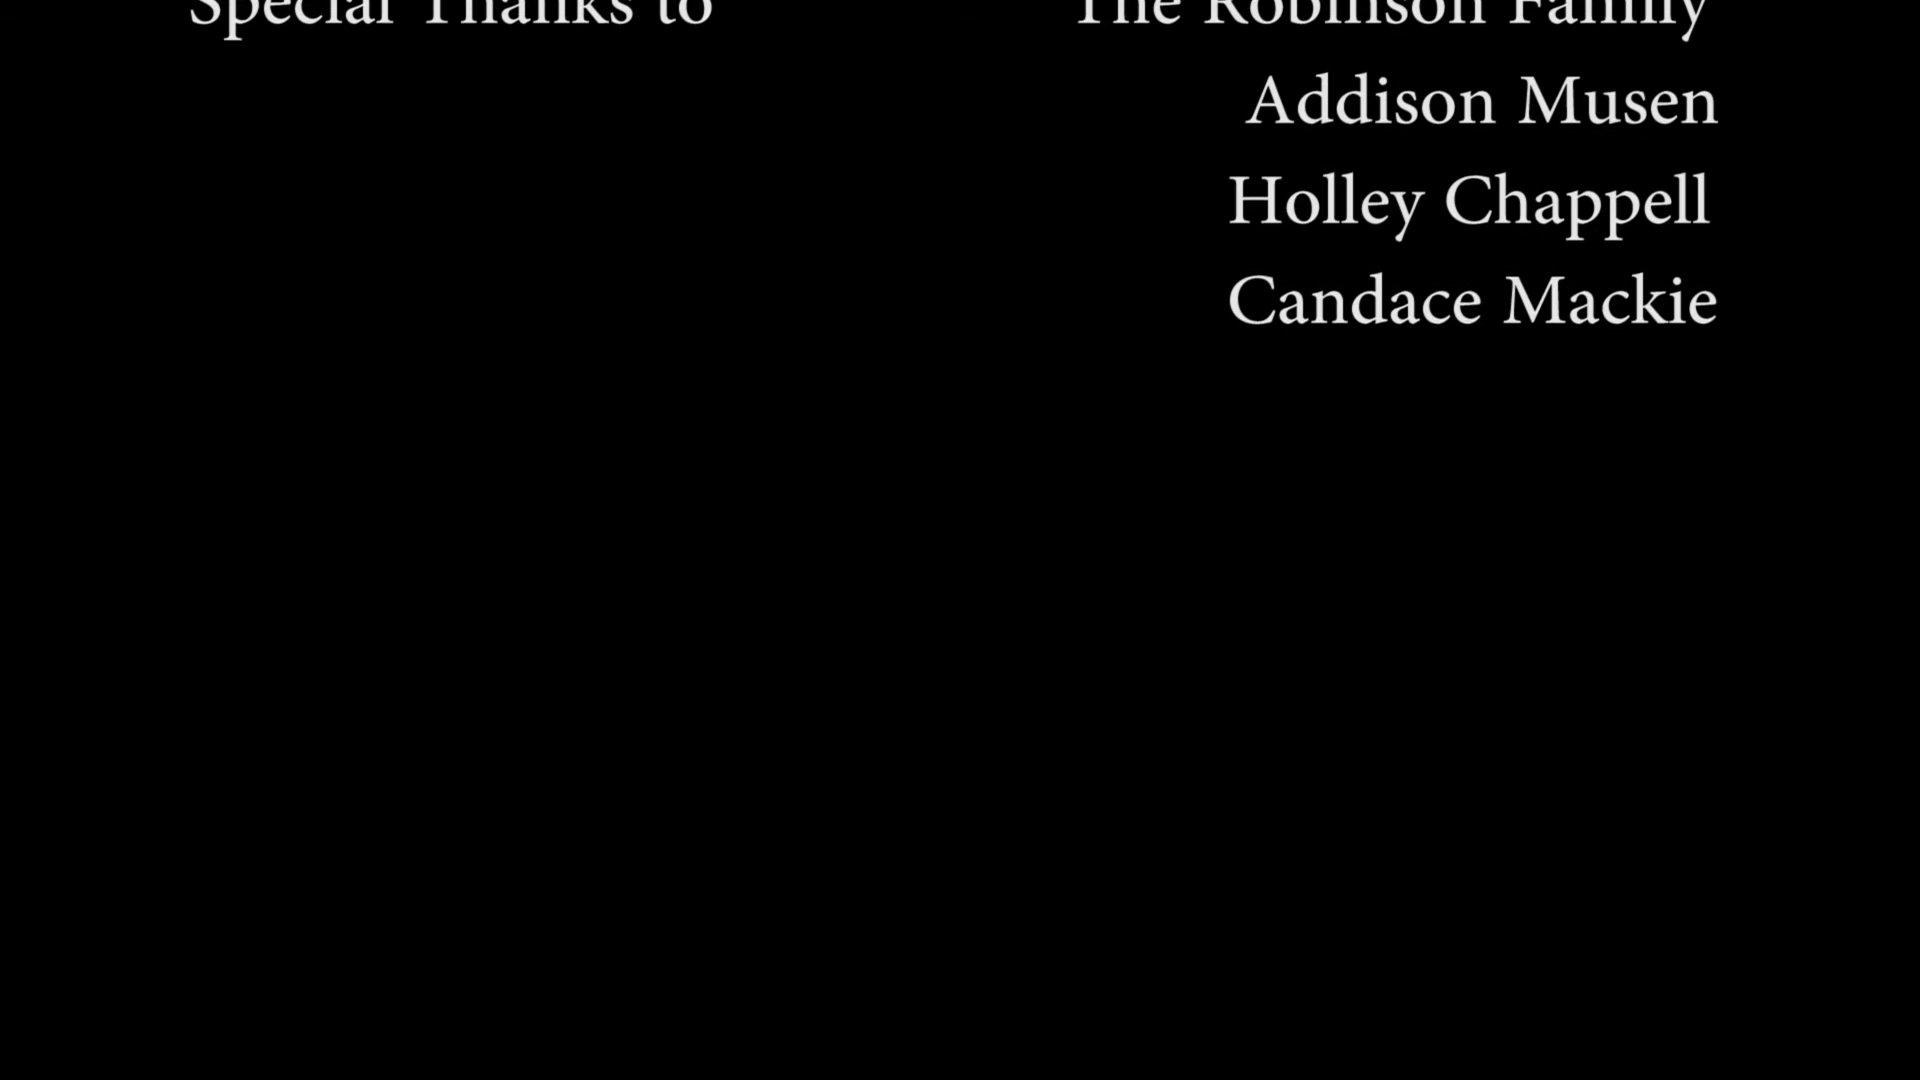 Special Thanks to The Robinson Family
Addison Musen
Holley Chappell
Candace Mackie